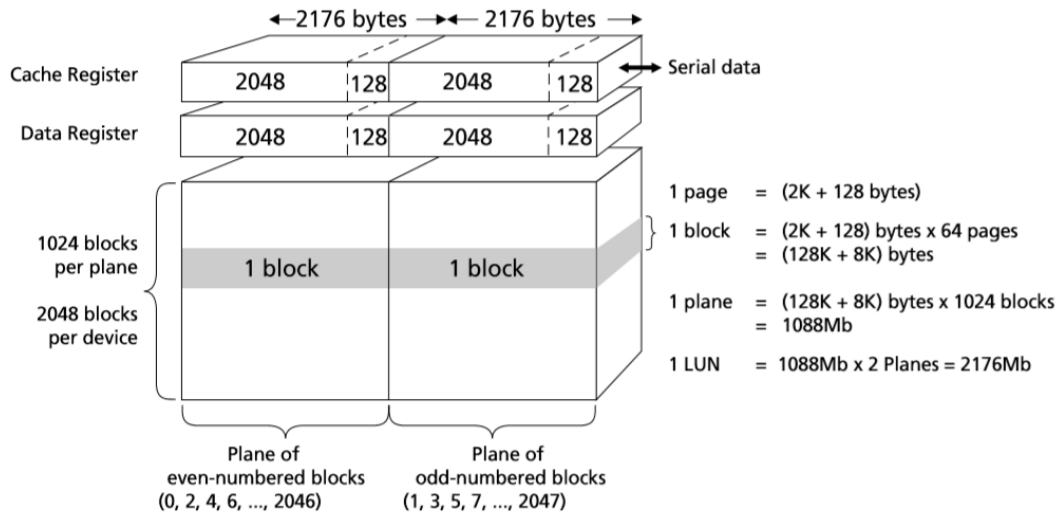 2176 bytes 2176 bytes
Cache Register 2048 128 2048 128 Serial data
Data Register 2048 128 2048 128
1024 blocks
per plane
2048 blocks
per device
1 block 1 block
1 page = (2K + 128 bytes)
1 block = (2K + 128) bytes x 64 pages
= (128K + 8K) bytes
1 plane = (128K + 8K) bytes x 1024 blocks
= 1088Mb
1 LUN = 1088Mb x 2 Planes = 2176Mb
Plane of
even-numbered blocks
(0, 2, 4, 6, ..., 2046)
Plane of
odd-numbered blocks
(1, 3, 5, 7, ..., 2047)